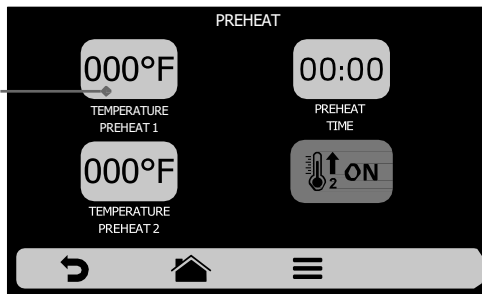 PREHEAT
000°F
TEMPERATURE
PREHEAT 1
00:00
PREHEAT
TIME
000°F
TEMPERATURE
PREHEAT 2
2 ON